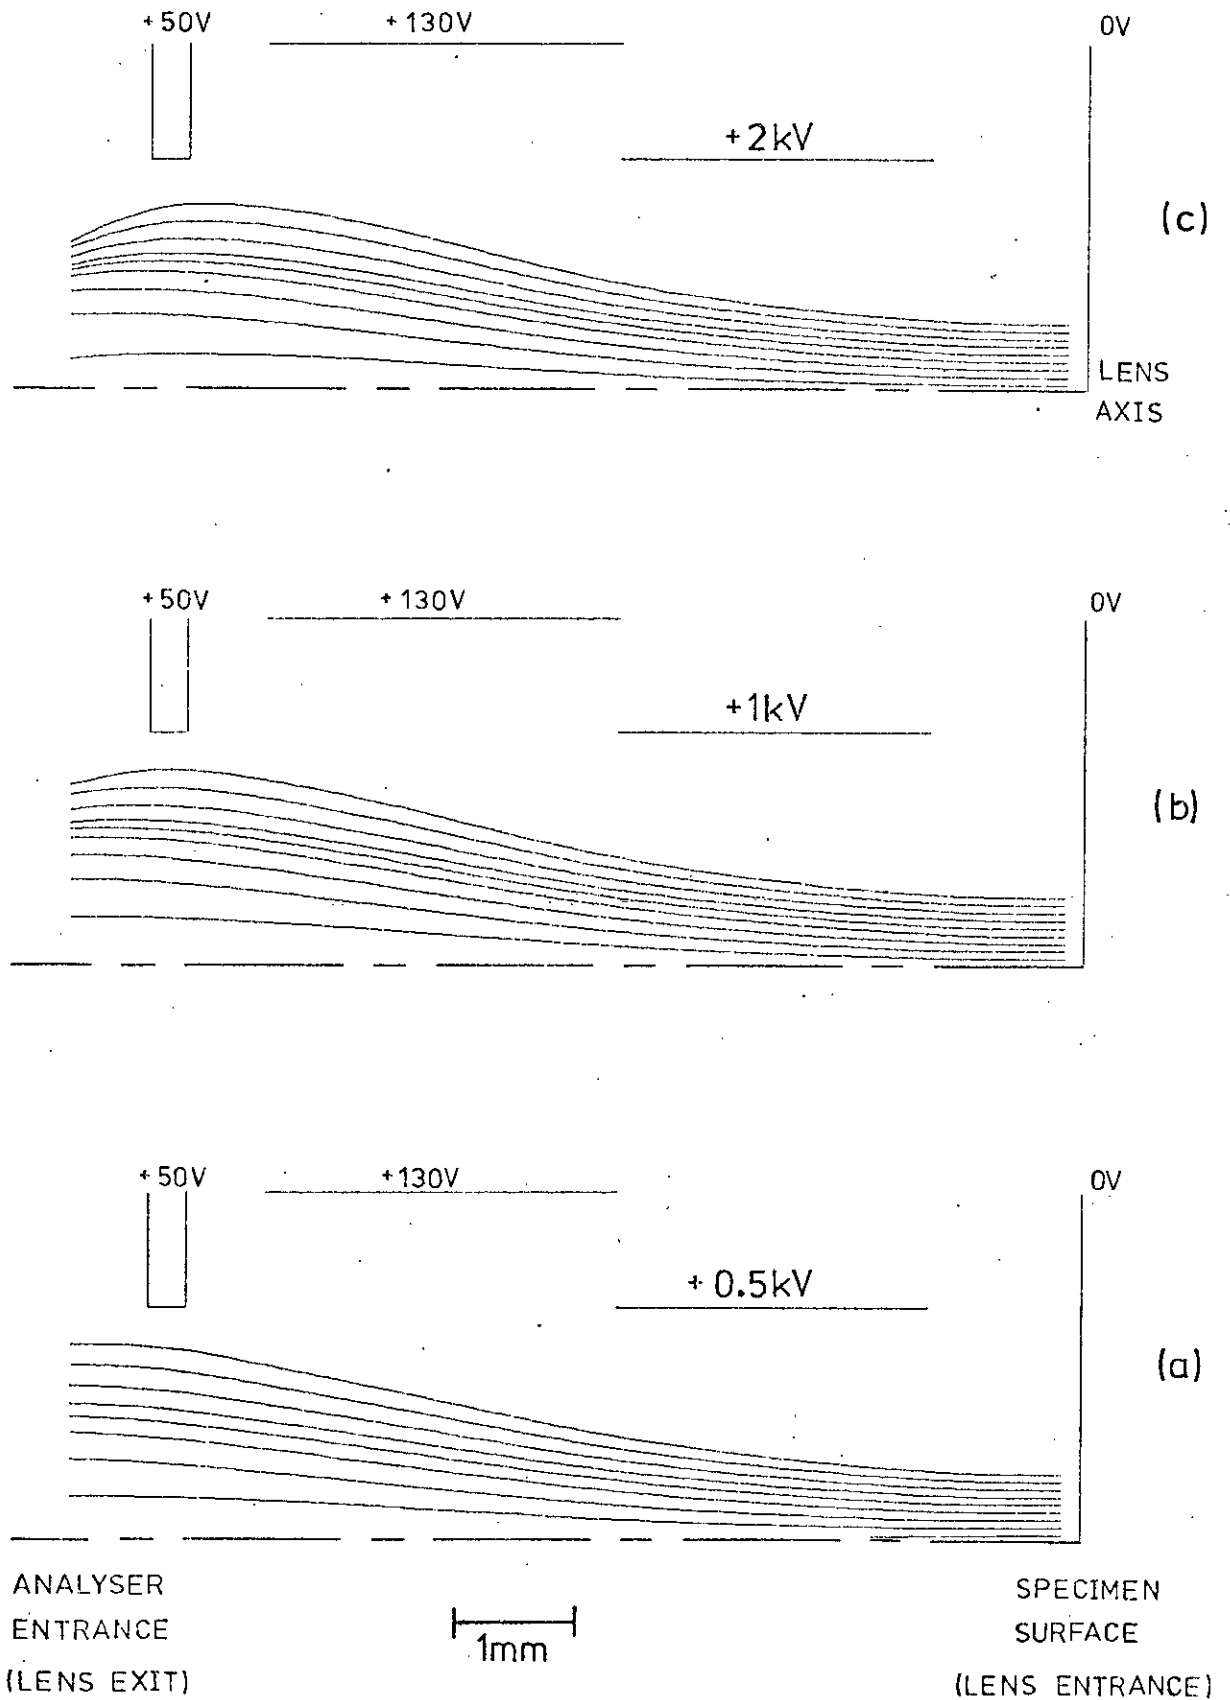 +50V
+130V
0V
+2kV
(c)
LENS
AXIS
+50V
+130V
0V
+1kV
(b)
+50V
+130V
0V
+ 0.5kV
(a)
ANALYSER
ENTRANCE
(LENS EXIT)
1mm
SPECIMEN
SURFACE
(LENS ENTRANCE)